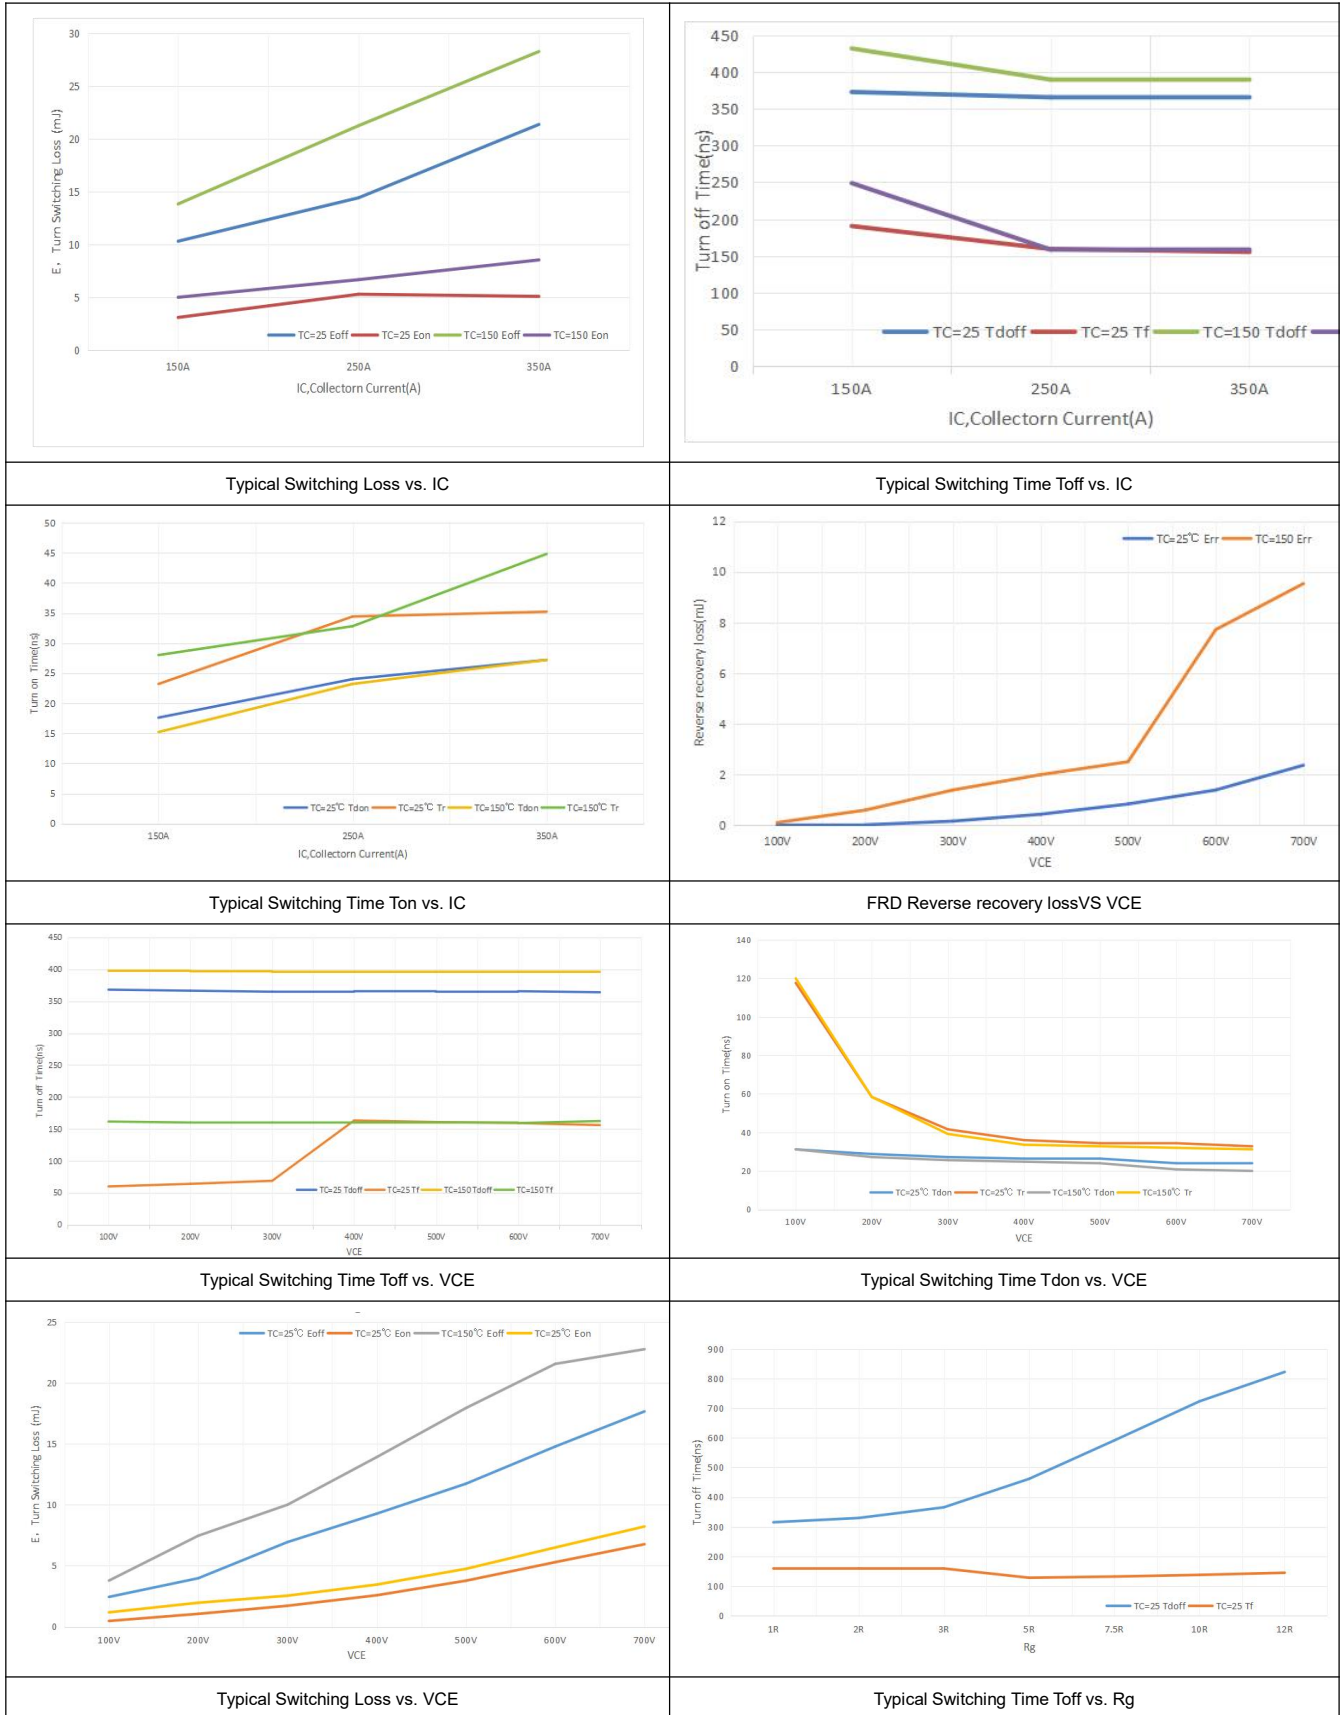 30
25
20
15
10
5
0
E, Turn Switching Loss (mJ)
TC=25 Eoff TC=25 Eon TC=150 Eoff TC=150 Eon
150A 250A 350A
IC,Collectorn Current(A)
Typical Switching Loss vs. IC
450
400
350
300
250
200
150
100
50
0
Turn off Time(ns)
TC=25 Tdoff TC=25 Tf TC=150 Tdoff
150A 250A 350A
IC,Collectorn Current(A)
Typical Switching Time Toff vs. IC
50
45
40
35
30
25
20
15
10
5
0
Turn on Time(ns)
TC=25℃ Tdon TC=25℃ Tr TC=150℃ Tdon TC=150℃ Tr
150A 250A 350A
IC,Collectorn Current(A)
Typical Switching Time Ton vs. IC
12
10
8
6
4
2
0
Reverse recovery loss(mJ)
TC=25℃ Err TC=150 Err
100V 200V 300V 400V 500V 600V 700V
VCE
FRD Reverse recovery lossVS VCE
450
400
350
300
250
200
150
100
50
0
Turn off Time(ns)
TC=25 Tdoff TC=25 Tf TC=150 Tdoff TC=150 Tf
100V 200V 300V 400V 500V 600V 700V
VCE
Typical Switching Time Toff vs. VCE
140
120
100
80
60
40
20
0
Turn on Time(ns)
TC=25℃ Tdon TC=25℃ Tr TC=150℃ Tdon TC=150℃ Tr
100V 200V 300V 400V 500V 600V 700V
VCE
Typical Switching Time Tdon vs. VCE
25
20
15
10
5
0
E, Turn Switching Loss (mJ)
TC=25℃ Eoff TC=25℃ Eon TC=150℃ Eoff TC=25℃ Eon
100V 200V 300V 400V 500V 600V 700V
VCE
Typical Switching Loss vs. VCE
900
800
700
600
500
400
300
200
100
0
Turn off Time(ns)
TC=25 Tdoff TC=25 Tf
1R 2R 3R 5R 7.5R 10R 12R
Rg
Typical Switching Time Toff vs. Rg